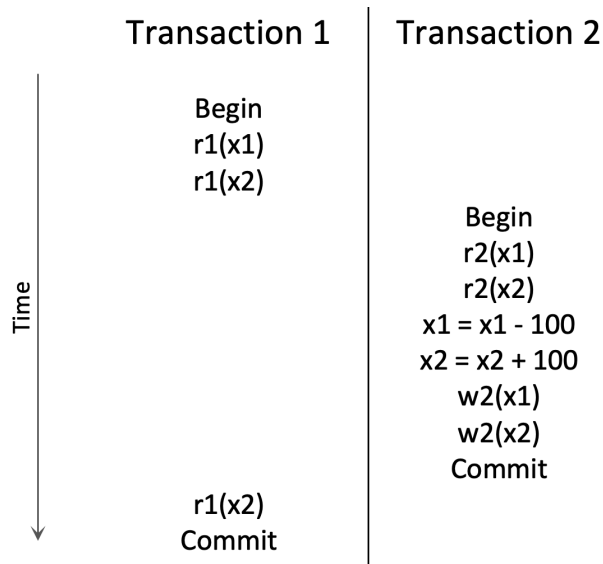 Transaction 1
Transaction 2
Begin
r1(x1)
r1(x2)
Begin
r2(x1)
r2(x2)
x1 = x1 - 100
x2 = x2 + 100
w2(x1)
w2(x2)
Commit
r1(x2)
Commit
Time